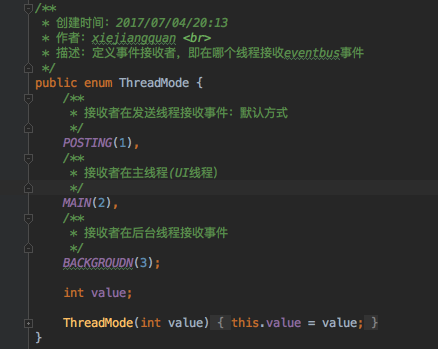 /**
 * 创建时间：2017/07/04/20:13
 * 作者：xiejiangquan <br>
 * 描述：定义事件接收者，即在哪个线程接收eventbus事件
 */
public enum ThreadMode {
    /**
     * 接收者在发送线程接收事件：默认方式
     */
    POSTING(1),
    /**
     * 接收者在主线程(UI线程)
     */
    MAIN(2),
    /**
     * 接收者在后台线程接收事件
     */
    BACKGROUDN(3);
    int value;
    ThreadMode(int value) { this.value = value; }
}